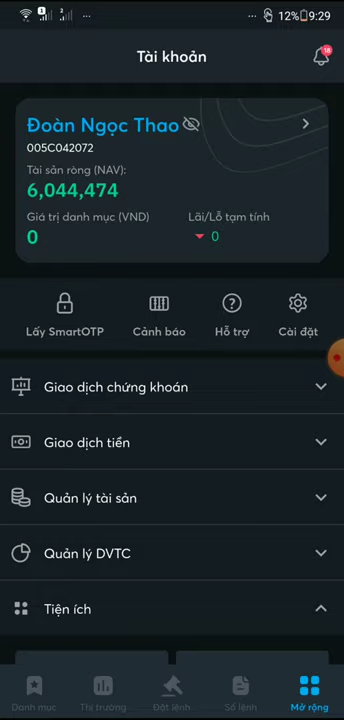 1
2
...
... 12% 9:29
Tài khoản
18
Đoàn Ngọc Thao
005C042072
Tài sản ròng (NAV):
6,044,474
Giá trị danh mục (VND) Lãi/Lỗ tạm tính
0 0
Lấy SmartOTP Cảnh báo Hỗ trợ Cài đặt
Giao dịch chứng khoán
Giao dịch tiền
Quản lý tài sản
Quản lý DVTC
Tiện ích
Danh mục Thị trường Đặt lệnh Sổ lệnh Mở rộng